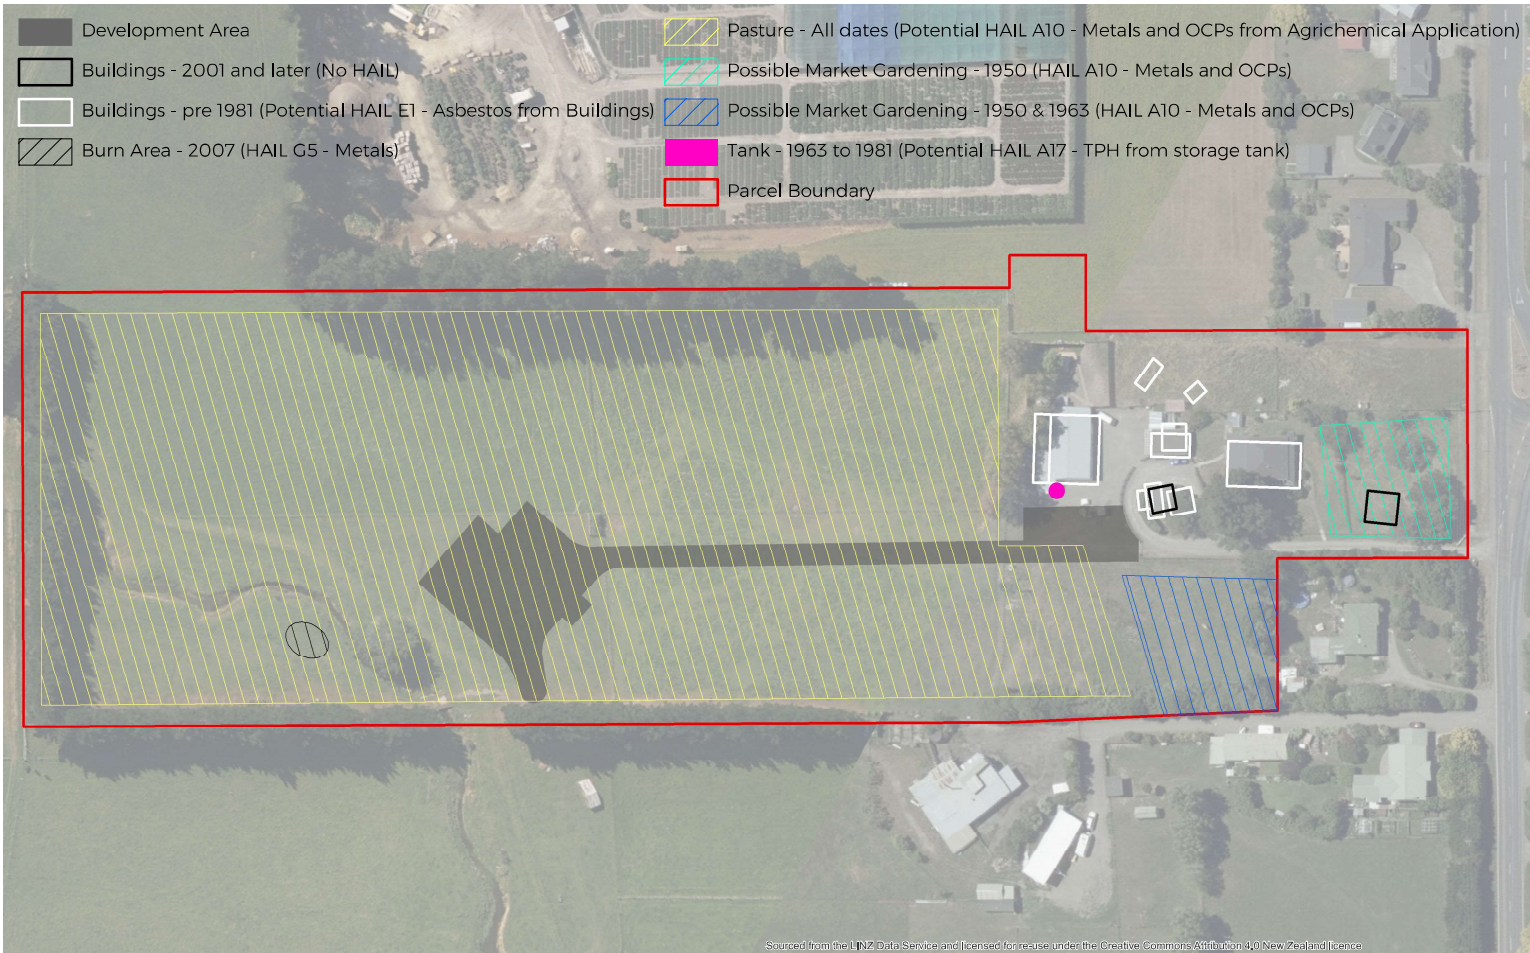 Development Area
Buildings - 2001 and later (No HAIL)
Buildings - pre 1981 (Potential HAIL E1 - Asbestos from Buildings)
Burn Area - 2007 (HAIL G5 - Metals)
Pasture - All dates (Potential HAIL A10 - Metals and OCPs from Agrichemical Application)
Possible Market Gardening - 1950 (HAIL A10 - Metals and OCPs)
Possible Market Gardening - 1950 & 1963 (HAIL A10 - Metals and OCPs)
Tank - 1963 to 1981 (Potential HAIL A17 - TPH from storage tank)
Parcel Boundary
Sourced from the LINZ Data Service and licensed for re-use under the Creative Commons Attribution 4.0 New Zealand licence